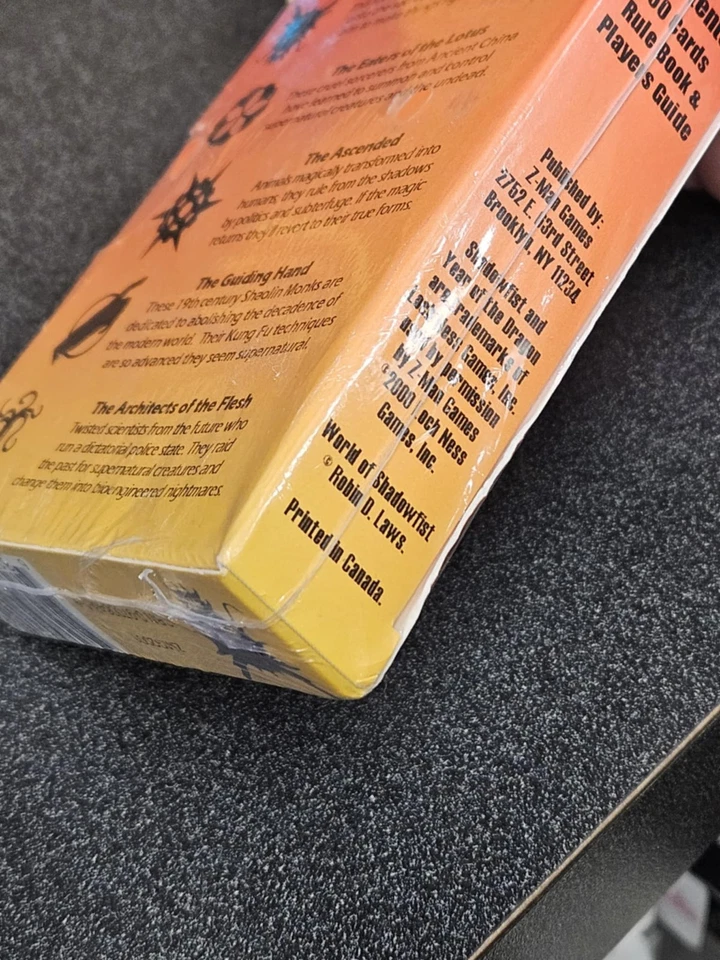 The Eaters of the Lotus
These cruel sorcerers from Ancient China
have learned to summon and control
supernatural creatures and the undead.
The Ascended
Animals magically transformed into
humans, they rule from the shadows
by politics and subterfuge. If the magic
returns they'll revert to their true forms.
The Guiding Hand
These 19th century Shaolin Monks are
dedicated to abolishing the decadence of
the modern world. Their Kung Fu techniques
are so advanced they seem supernatural.
The Architects of the Flesh
Twisted scientists from the future who
run a dictatorial police state. They raid
the past for supernatural creatures and
change them into bioengineered nightmares.
Cards
Rule Book &
Players Guide
Published by:
Z-Man Games
2762 E. 63rd Street
Brooklyn, NY 11234
Shadowfist and
Year of the Dragon
are trademarks of
Loch Ness Games, Inc.
used by permission
by Z-Man Games
©2000 Loch Ness
Games, Inc.
World of Shadowfist
© Robin D. Laws.
Printed in Canada.